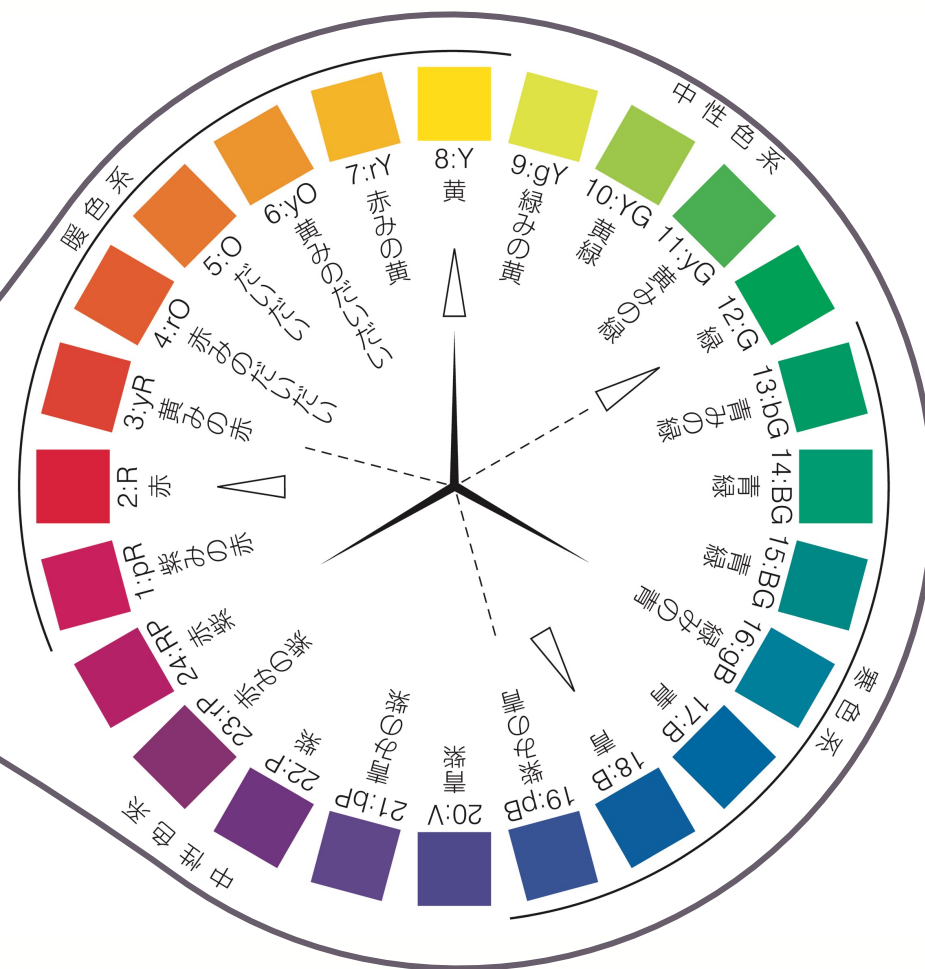 暖色系
中性色系
寒色系
中性色系
1:pR
紫みの赤
2:R
赤
3:yR
黄みの赤
4:rO
赤みのだいだい
5:O
だいだい
6:yO
黄みのだいだい
7:rY
赤みの黄
8:Y
黄
9:gY
緑みの黄
10:YG
黄緑
11:yG
黄みの緑
12:G
緑
13:bG
青みの緑
14:BG
青緑
15:BG
青緑
16:gB
緑みの青
17:B
青
18:B
青
19:pB
紫みの青
20:V
青紫
21:bP
青みの紫
22:P
紫
23:rP
赤みの紫
24:RP
赤紫